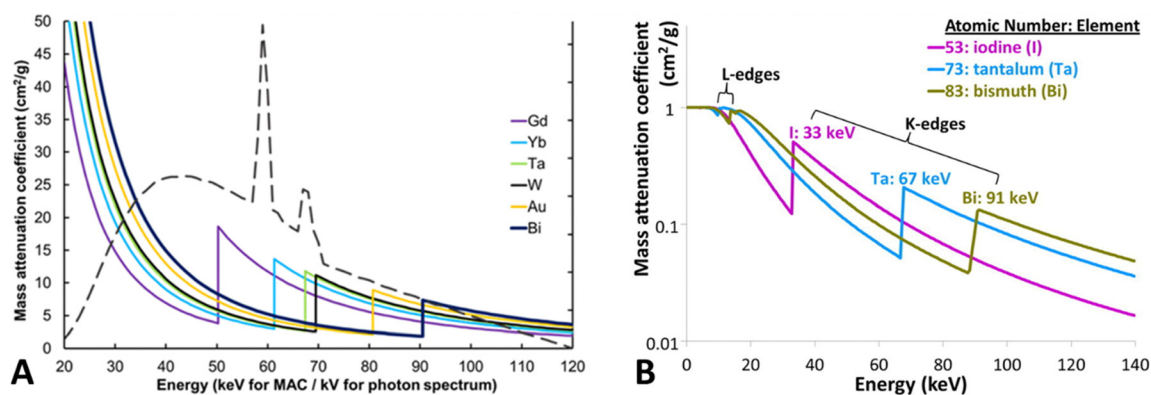 50
45
40
35
30
25
20
15
10
5
0
Mass attenuation coefficient (cm²/g)
Gd
Yb
Ta
W
Au
Bi
20 30 40 50 60 70 80 90 100 110 120
Energy (keV for MAC / kV for photon spectrum)
A
Atomic Number: Element
53: iodine (I)
73: tantalum (Ta)
83: bismuth (Bi)
Mass attenuation coefficient
(cm²/g)
L-edges
K-edges
I: 33 keV
Ta: 67 keV
Bi: 91 keV
1
0.1
0.01
0 20 40 60 80 100 120 140
Energy (keV)
B